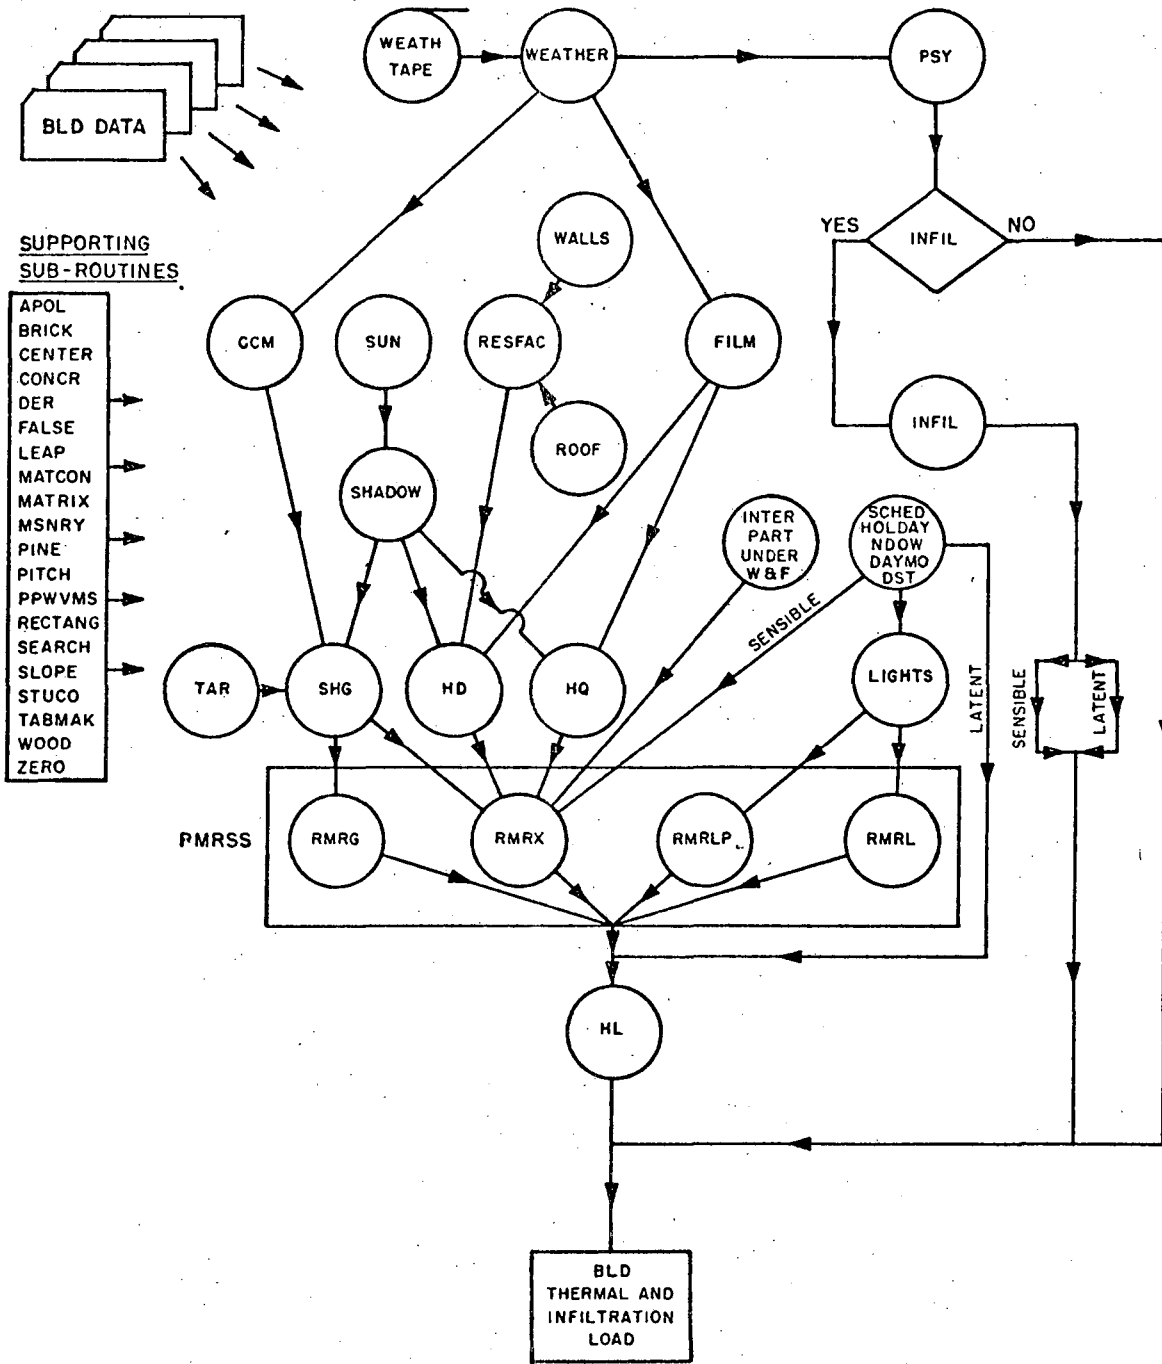 BLD DATA
WEATH
TAPE
WEATHER
PSY
YES
INFIL
NO
SUPPORTING
SUB-ROUTINES
APOL
BRICK
CENTER
CONCR
DER
FALSE
LEAP
MATCON
MATRIX
MSNRY
PINE
PITCH
PPWVMS
RECTANG
SEARCH
SLOPE
STUCO
TABMAK
WOOD
ZERO
WALLS
CCM
SUN
RESFAC
FILM
INFIL
ROOF
SHADOW
INTER
PART
UNDER
W & F
SCHED
HOLDAY
NDOW
DAYMO
DST
SENSIBLE
LATENT
SENSIBLE
LATENT
TAR
SHG
HD
HQ
LIGHTS
RMRSS
RMRG
RMRX
RMRLP
RMRL
HL
BLD
THERMAL AND
INFILTRATION
LOAD